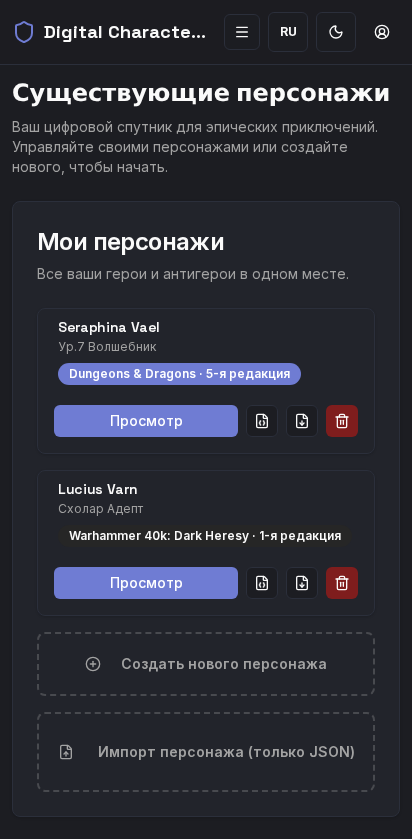 Digital Characte...
RU
Существующие персонажи
Ваш цифровой спутник для эпических приключений.
Управляйте своими персонажами или создайте
нового, чтобы начать.
Мои персонажи
Все ваши герои и антигерои в одном месте.
Seraphina Vael
Ур.7 Волшебник
Dungeons & Dragons · 5-я редакция
Просмотр
Lucius Varn
Схолар Адепт
Warhammer 40k: Dark Heresy · 1-я редакция
Просмотр
Создать нового персонажа
Импорт персонажа (только JSON)